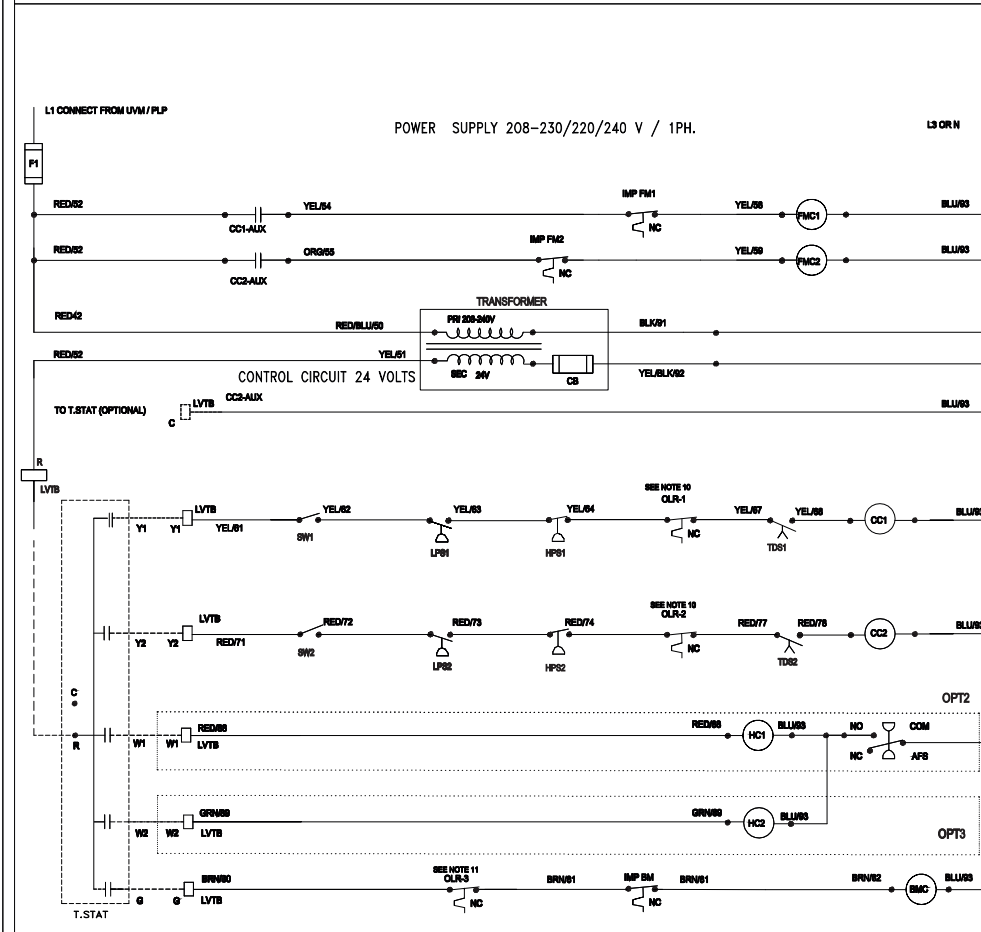 L1 CONNECT FROM UVM / PLP
POWER SUPPLY 208-230/220/240 V / 1PH.
L3 OR N
F1
IMP FM1
RED/52 YEL/54 YEL/58 BLU/93
CC1-AUX NC FMC1
IMP FM2
RED/52 ORG/55 YEL/59 BLU/93
CC2-AUX NC FMC2
TRANSFORMER
RED42 PRI 208-240V
RED/BLU/50 BLK/91
RED/52 YEL/51
CONTROL CIRCUIT 24 VOLTS SEC 24V CB YEL/BLK/92
CC2-AUX
TO T.STAT (OPTIONAL) LVTB BLU/93
C
R
LVTB
SEE NOTE 10
OLR-1
LVTB YEL/62 YEL/63 YEL/64 YEL/67 YEL/68 BLU/93
Y1 Y1 YEL/61 CC1
SW1 LPS1 HPS1 NC TDS1
SEE NOTE 10
OLR-2
LVTB RED/72 RED/73 RED/74 RED/77 RED/78 BLU/93
Y2 Y2 RED/71 CC2
SW2 LPS2 HPS2 NC TDS2
C
OPT2
RED/88 RED/88 BLU/93 NO COM
R W1 W1 LVTB HC1 NC AFS
GRN/89 GRN/89 BLU/93
W2 W2 LVTB HC2
OPT3
SEE NOTE 11
OLR-3 IMP BM
BRN/80 BRN/81 BRN/81 BRN/82 BLU/93
G G LVTB NC NC BMC
T.STAT